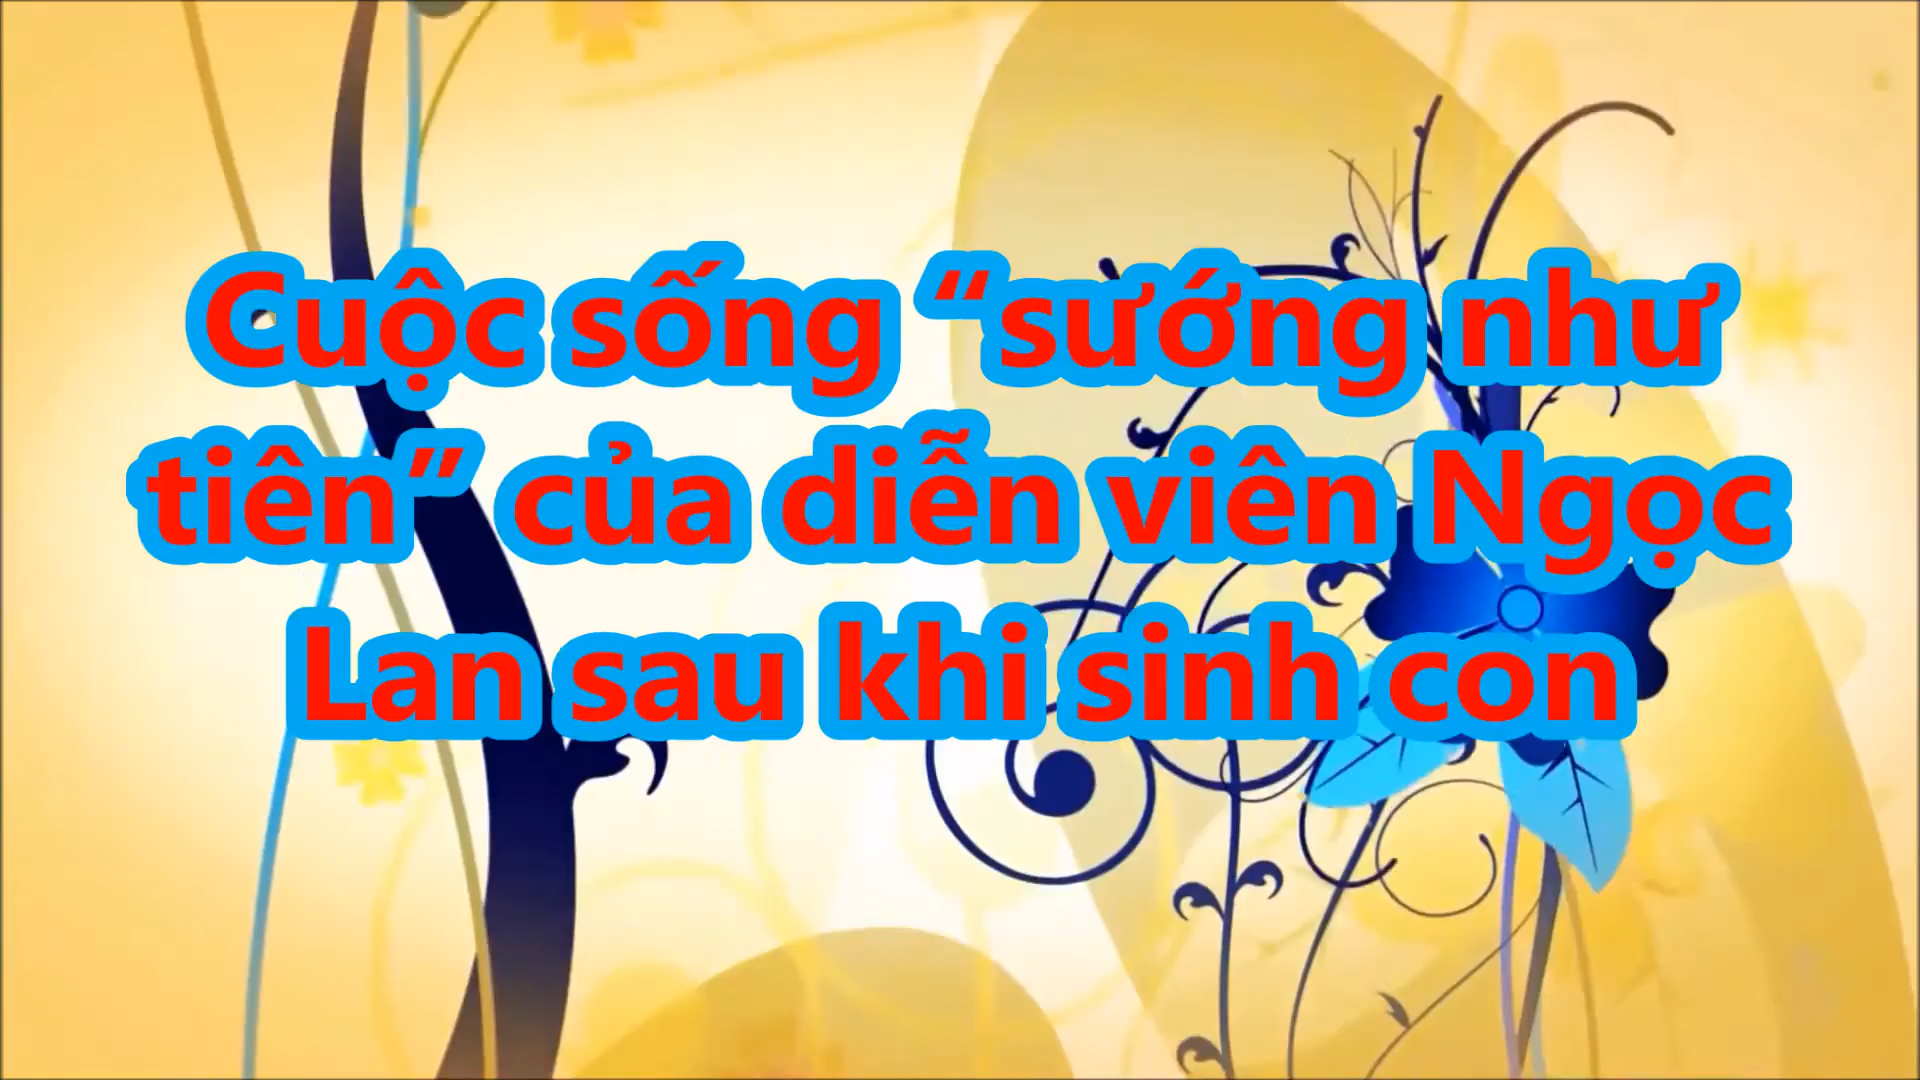 Cuộc sống “sướng như
tiên” của diễn viên Ngọc
Lan sau khi sinh con